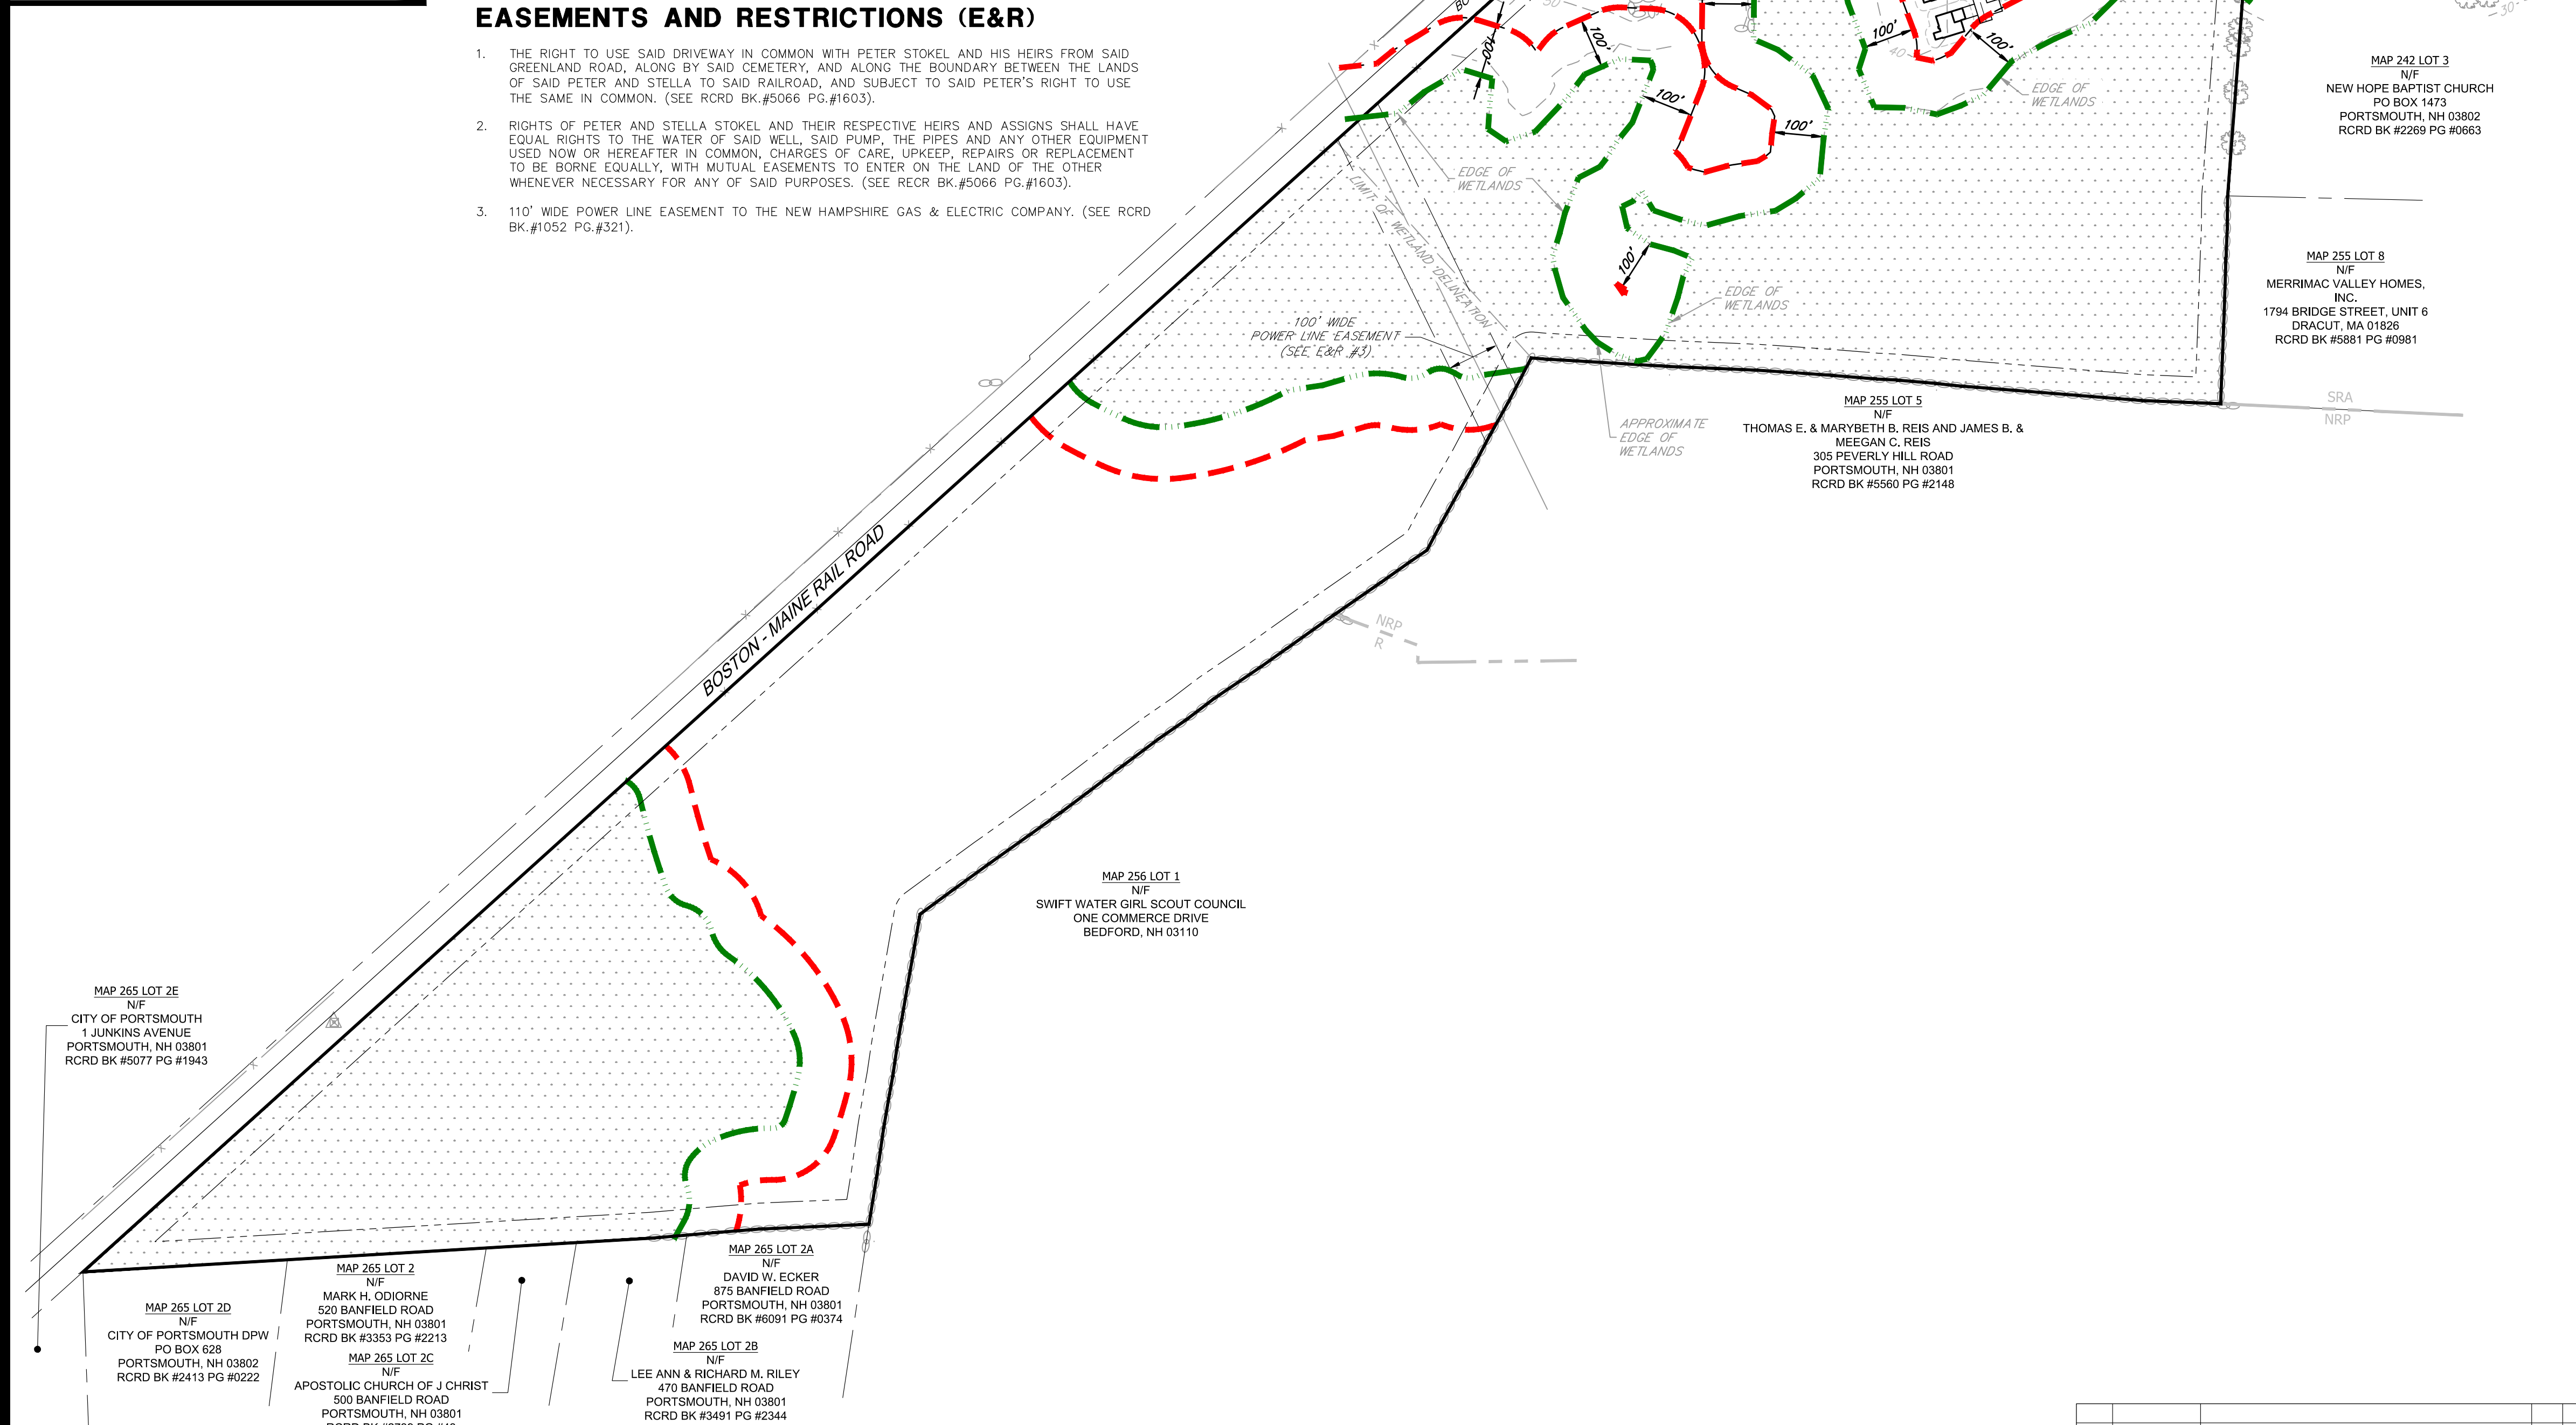 EASEMENTS AND RESTRICTIONS (E&R)
1. THE RIGHT TO USE SAID DRIVEWAY IN COMMON WITH PETER STOKEL AND HIS HEIRS FROM SAID
GREENLAND ROAD, ALONG BY SAID CEMETERY, AND ALONG THE BOUNDARY BETWEEN THE LANDS
OF SAID PETER AND STELLA TO SAID RAILROAD, AND SUBJECT TO SAID PETER'S RIGHT TO USE
THE SAME IN COMMON. (SEE RCRD BK.#5066 PG.#1603).
2. RIGHTS OF PETER AND STELLA STOKEL AND THEIR RESPECTIVE HEIRS AND ASSIGNS SHALL HAVE
EQUAL RIGHTS TO THE WATER OF SAID WELL, SAID PUMP, THE PIPES AND ANY OTHER EQUIPMENT
USED NOW OR HEREAFTER IN COMMON, CHARGES OF CARE, UPKEEP, REPAIRS OR REPLACEMENT
TO BE BORNE EQUALLY, WITH MUTUAL EASEMENTS TO ENTER ON THE LAND OF THE OTHER
WHENEVER NECESSARY FOR ANY OF SAID PURPOSES. (SEE RECR BK.#5066 PG.#1603).
3. 110' WIDE POWER LINE EASEMENT TO THE NEW HAMPSHIRE GAS & ELECTRIC COMPANY. (SEE RCRD
BK.#1052 PG.#321).
50
100'
100'
100'
100'
100'
100'
100'
40
30
EDGE OF
WETLANDS
EDGE OF
WETLANDS
EDGE OF
WETLANDS
LIMIT OF WETLAND DELINEATION
100' WIDE
POWER LINE EASEMENT
(SEE E&R #3)
APPROXIMATE
EDGE OF
WETLANDS
MAP 242 LOT 3
N/F
NEW HOPE BAPTIST CHURCH
PO BOX 1473
PORTSMOUTH, NH 03802
RCRD BK #2269 PG #0663
MAP 255 LOT 8
N/F
MERRIMAC VALLEY HOMES,
INC.
1794 BRIDGE STREET, UNIT 6
DRACUT, MA 01826
RCRD BK #5881 PG #0981
SRA
NRP
MAP 255 LOT 5
N/F
THOMAS E. & MARYBETH B. REIS AND JAMES B. &
MEEGAN C. REIS
305 PEVERLY HILL ROAD
PORTSMOUTH, NH 03801
RCRD BK #5560 PG #2148
BOSTON - MAINE RAIL ROAD
NRP
R
MAP 256 LOT 1
N/F
SWIFT WATER GIRL SCOUT COUNCIL
ONE COMMERCE DRIVE
BEDFORD, NH 03110
MAP 265 LOT 2E
N/F
CITY OF PORTSMOUTH
1 JUNKINS AVENUE
PORTSMOUTH, NH 03801
RCRD BK #5077 PG #1943
MAP 265 LOT 2D
N/F
CITY OF PORTSMOUTH DPW
PO BOX 628
PORTSMOUTH, NH 03802
RCRD BK #2413 PG #0222
MAP 265 LOT 2
N/F
MARK H. ODIORNE
520 BANFIELD ROAD
PORTSMOUTH, NH 03801
RCRD BK #3353 PG #2213
MAP 265 LOT 2C
N/F
APOSTOLIC CHURCH OF J CHRIST
500 BANFIELD ROAD
PORTSMOUTH, NH 03801
MAP 265 LOT 2A
N/F
DAVID W. ECKER
875 BANFIELD ROAD
PORTSMOUTH, NH 03801
RCRD BK #6091 PG #0374
MAP 265 LOT 2B
N/F
LEE ANN & RICHARD M. RILEY
470 BANFIELD ROAD
PORTSMOUTH, NH 03801
RCRD BK #3491 PG #2344